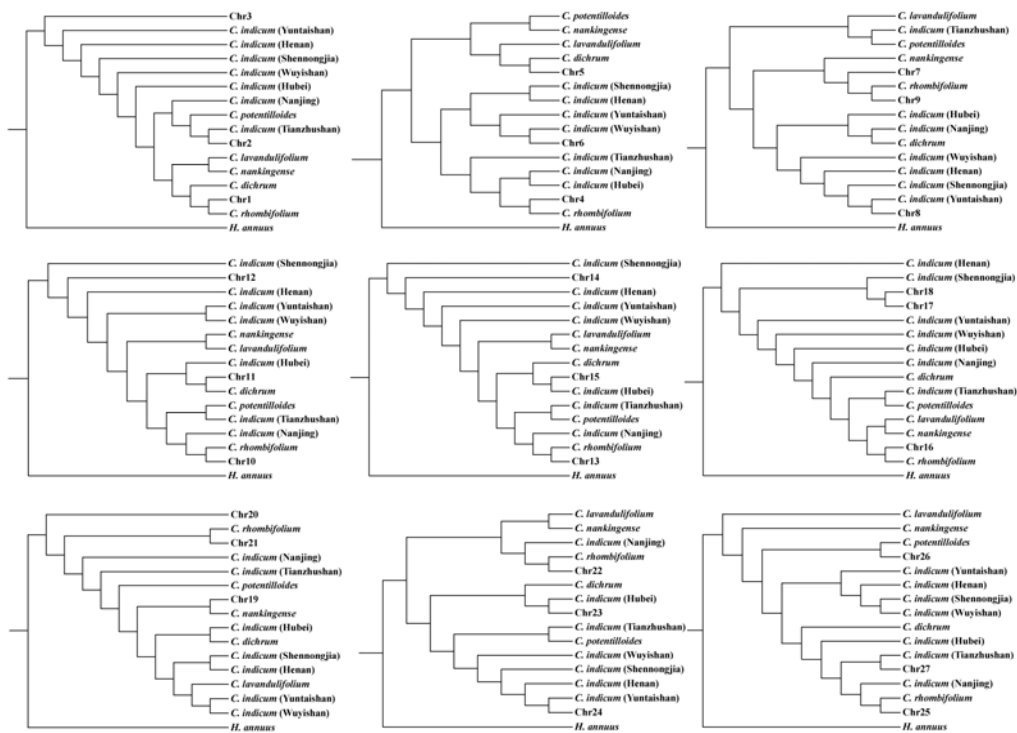 Chr3
C. indicum (Yuntaishan)
C. indicum (Henan)
C. indicum (Shennongjia)
C. indicum (Wuyishan)
C. indicum (Hubei)
C. indicum (Nanjing)
C. potentilloides
C. indicum (Tianzhushan)
Chr2
C. lavandulifolium
C. nankingense
C. dichrum
Chr1
C. rhombifolium
H. annuus
C. potentilloides
C. nankingense
C. lavandulifolium
C. dichrum
Chr5
C. indicum (Shennongjia)
C. indicum (Henan)
C. indicum (Yuntaishan)
C. indicum (Wuyishan)
Chr6
C. indicum (Tianzhushan)
C. indicum (Nanjing)
C. indicum (Hubei)
Chr4
C. rhombifolium
H. annuus
C. lavandulifolium
C. indicum (Tianzhushan)
C. potentilloides
C. nankingense
Chr7
C. rhombifolium
Chr9
C. indicum (Hubei)
C. indicum (Nanjing)
C. dichrum
C. indicum (Wuyishan)
C. indicum (Henan)
C. indicum (Shennongjia)
C. indicum (Yuntaishan)
Chr8
H. annuus
C. indicum (Shennongjia)
Chr12
C. indicum (Henan)
C. indicum (Yuntaishan)
C. indicum (Wuyishan)
C. nankingense
C. lavandulifolium
C. indicum (Hubei)
Chr11
C. dichrum
C. potentilloides
C. indicum (Tianzhushan)
C. indicum (Nanjing)
C. rhombifolium
Chr10
H. annuus
C. indicum (Shennongjia)
Chr14
C. indicum (Henan)
C. indicum (Yuntaishan)
C. indicum (Wuyishan)
C. lavandulifolium
C. nankingense
C. dichrum
Chr15
C. indicum (Hubei)
C. indicum (Tianzhushan)
C. potentilloides
C. indicum (Nanjing)
C. rhombifolium
Chr13
H. annuus
C. indicum (Henan)
C. indicum (Shennongjia)
Chr18
Chr17
C. indicum (Yuntaishan)
C. indicum (Wuyishan)
C. indicum (Hubei)
C. indicum (Nanjing)
C. dichrum
C. indicum (Tianzhushan)
C. potentilloides
C. lavandulifolium
C. nankingense
Chr16
C. rhombifolium
H. annuus
Chr20
C. rhombifolium
Chr21
C. indicum (Nanjing)
C. indicum (Tianzhushan)
C. potentilloides
Chr19
C. nankingense
C. indicum (Hubei)
C. dichrum
C. indicum (Shennongjia)
C. indicum (Henan)
C. lavandulifolium
C. indicum (Yuntaishan)
C. indicum (Wuyishan)
H. annuus
C. lavandulifolium
C. nankingense
C. indicum (Nanjing)
C. rhombifolium
Chr22
C. dichrum
C. indicum (Hubei)
Chr23
C. indicum (Tianzhushan)
C. potentilloides
C. indicum (Wuyishan)
C. indicum (Shennongjia)
C. indicum (Henan)
C. indicum (Yuntaishan)
Chr24
H. annuus
C. lavandulifolium
C. nankingense
C. potentilloides
Chr26
C. indicum (Yuntaishan)
C. indicum (Henan)
C. indicum (Shennongjia)
C. indicum (Wuyishan)
C. dichrum
C. indicum (Hubei)
C. indicum (Tianzhushan)
Chr27
C. indicum (Nanjing)
C. rhombifolium
Chr25
H. annuus